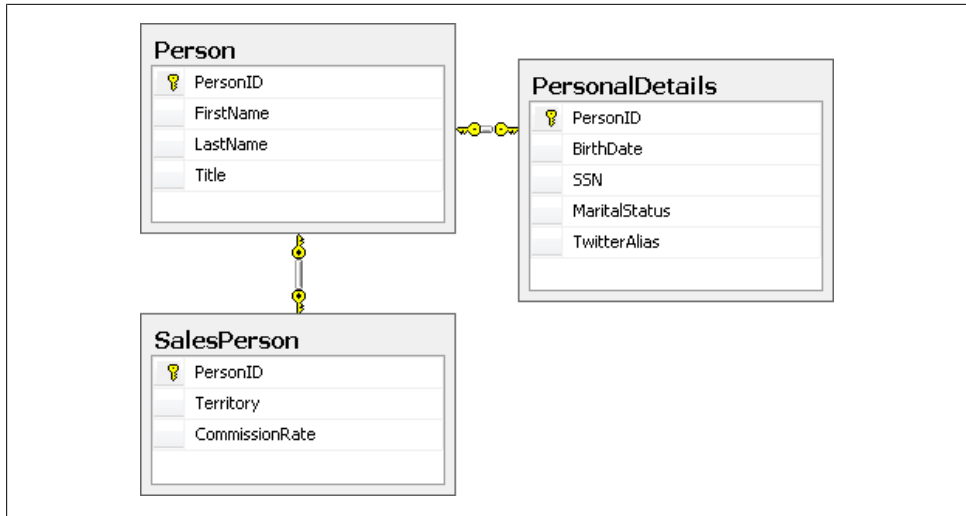 Person
PersonID
FirstName
LastName
Title
PersonalDetails
PersonID
BirthDate
SSN
MaritalStatus
TwitterAlias
SalesPerson
PersonID
Territory
CommissionRate